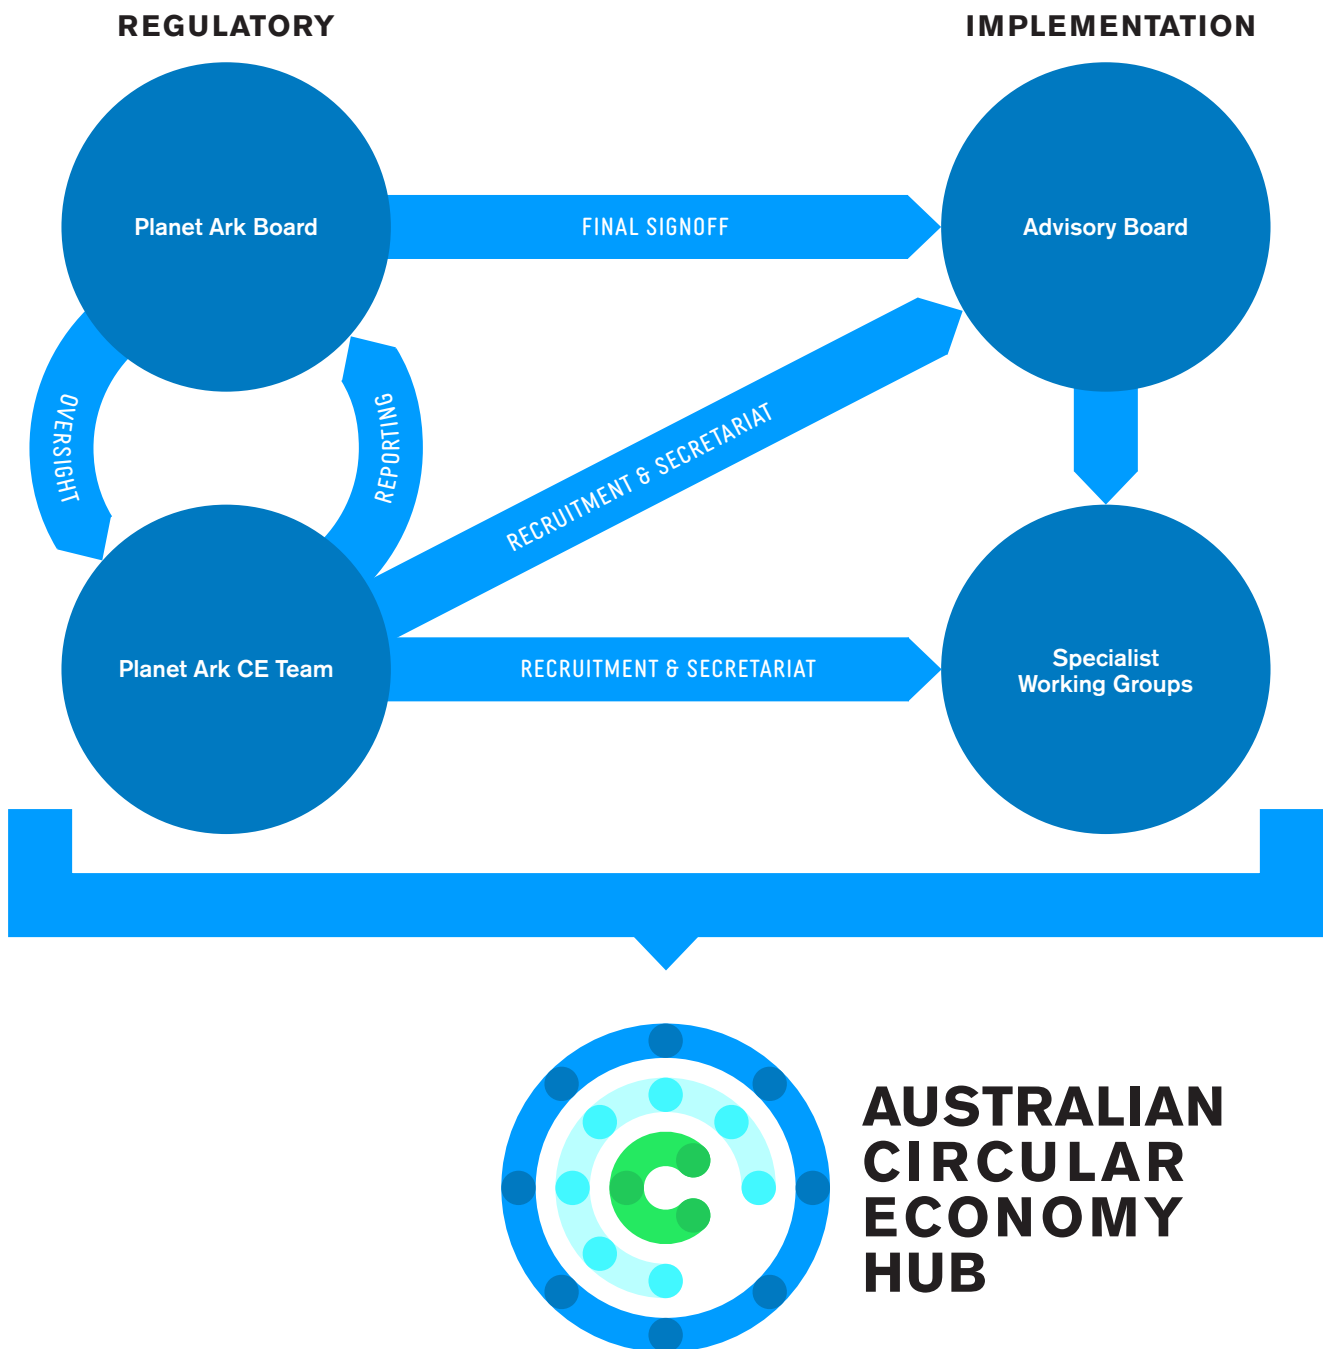 REGULATORY
IMPLEMENTATION
Planet Ark Board
FINAL SIGNOFF
Advisory Board
OVERSIGHT
REPORTING
RECRUITMENT & SECRETARIAT
Planet Ark CE Team
RECRUITMENT & SECRETARIAT
Specialist
Working Groups
AUSTRALIAN
CIRCULAR
ECONOMY
HUB